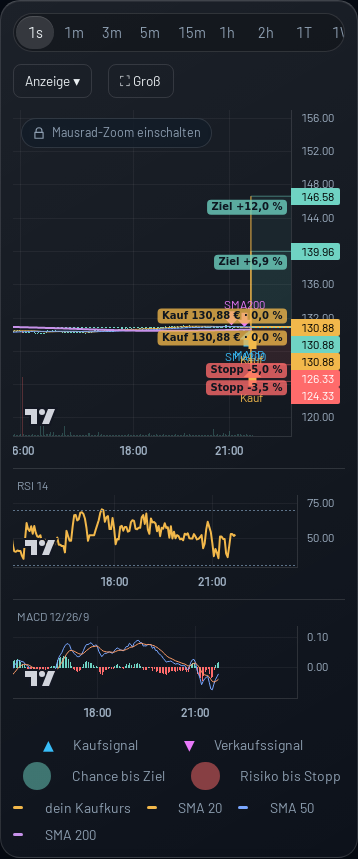 1s 1m 3m 5m 15m 1h 2h 1T
Anzeige ▾ Groß
Mausrad-Zoom einschalten
156.00
152.00
148.00
146.58
Ziel +12,0 %
144.00
139.96
Ziel +6,9 %
136.00
SMA200
132.00
Kauf 130,88 € 0,0 %
130.88
Kauf 130,88 € 0,0 %
130.88
130.88
Kauf
Stopp -5,0 %
126.33
Stopp -3,5 %
124.33
Kauf
120.00
6:00 18:00 21:00
RSI 14
75.00
50.00
18:00 21:00
MACD 12/26/9
0.10
0.00
18:00 21:00
▲ Kaufsignal ▼ Verkaufssignal
Chance bis Ziel Risiko bis Stopp
dein Kaufkurs SMA 20 SMA 50
SMA 200